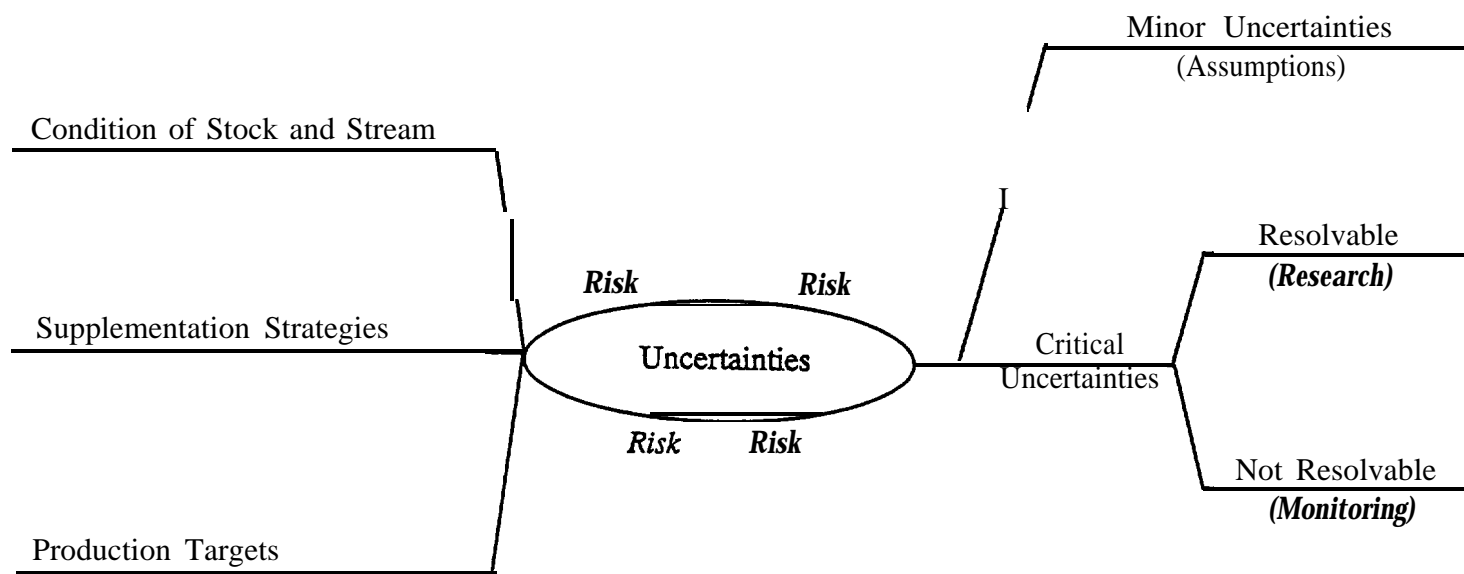 Minor Uncertainties
(Assumptions)
Condition of Stock and Stream
Resolvable
(Research)
Risk Risk
Supplementation Strategies
Uncertainties
Critical
Uncertainties
Risk Risk
Not Resolvable
(Monitoring)
Production Targets